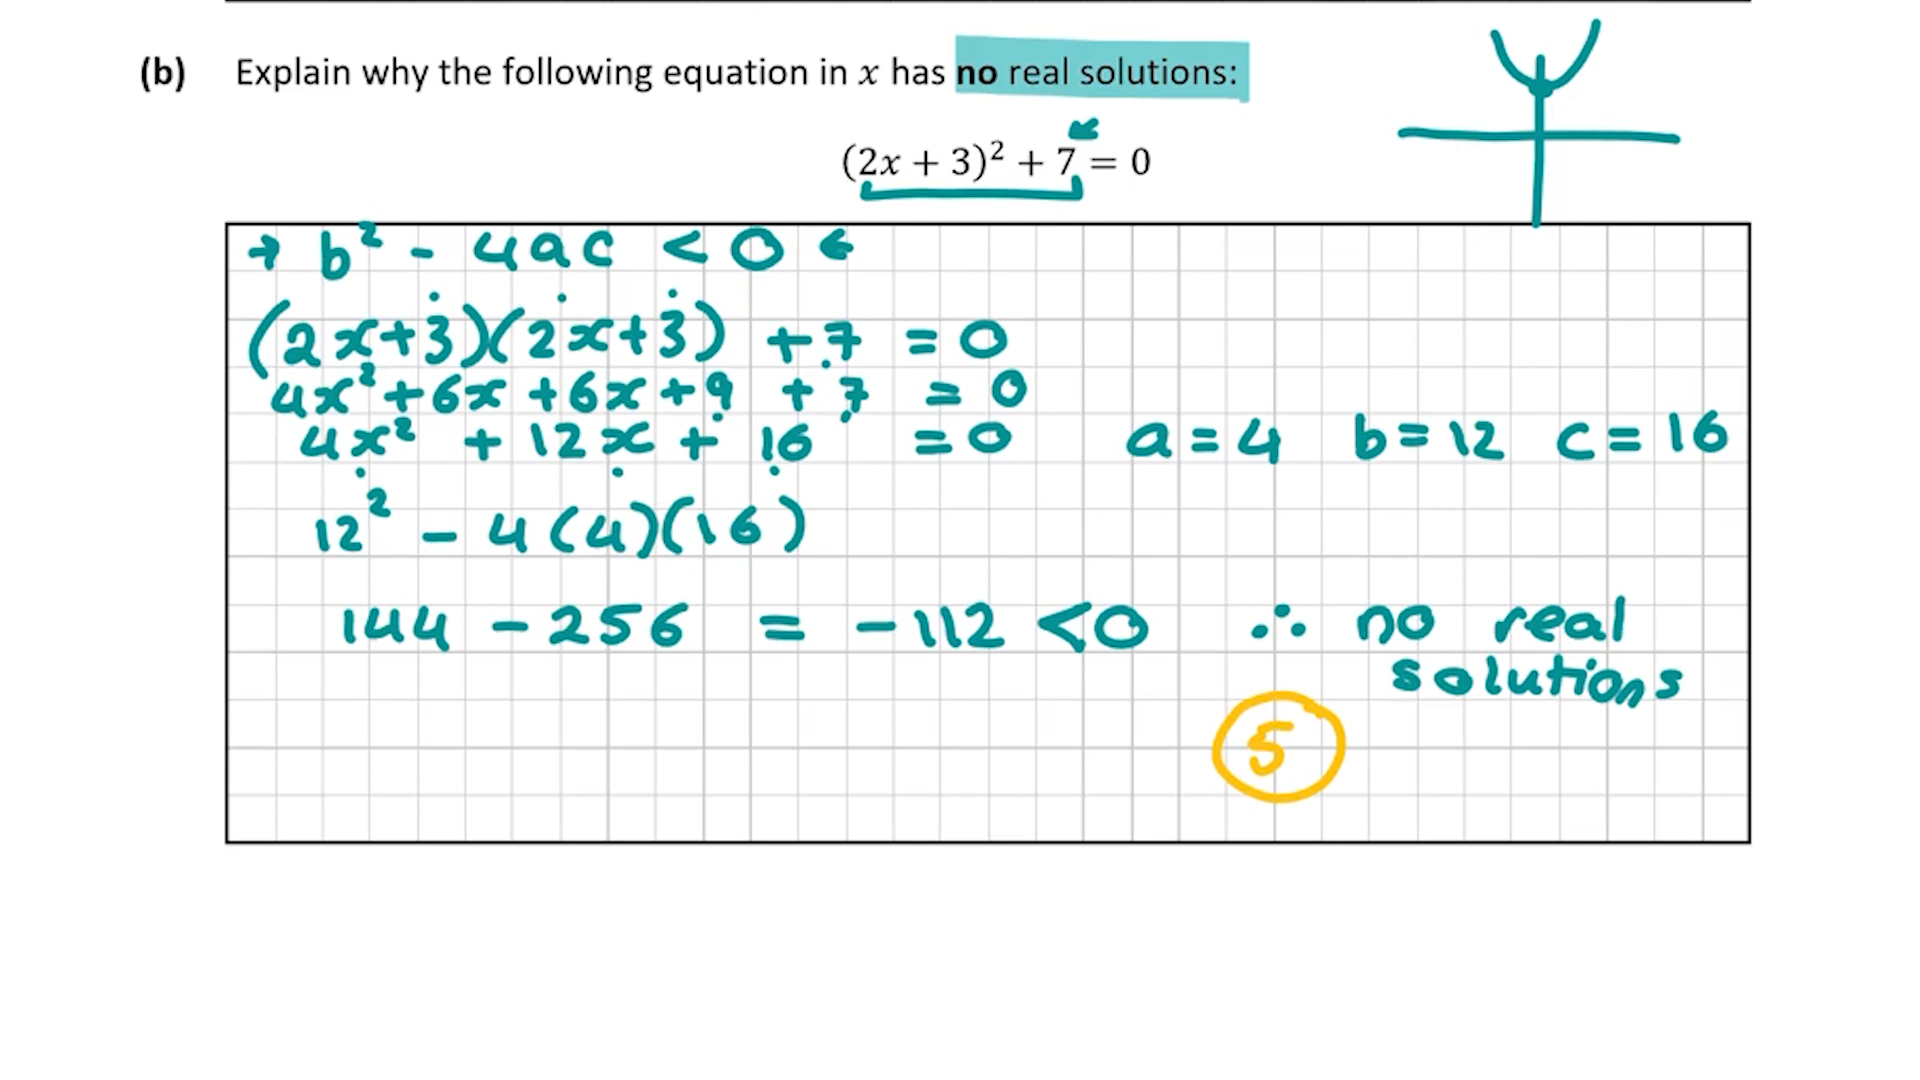 (b) Explain why the following equation in x has no real solutions:
(2x + 3)² + 7 = 0
→ b² - 4ac < 0 ←
(2x+3)(2x+3) + 7 = 0
4x² + 6x + 6x + 9 + 7 = 0
4x² + 12x + 16 = 0 a = 4 b = 12 c = 16
12² - 4(4)(16)
144 - 256 = -112 < 0 ∴ no real
solutions
5